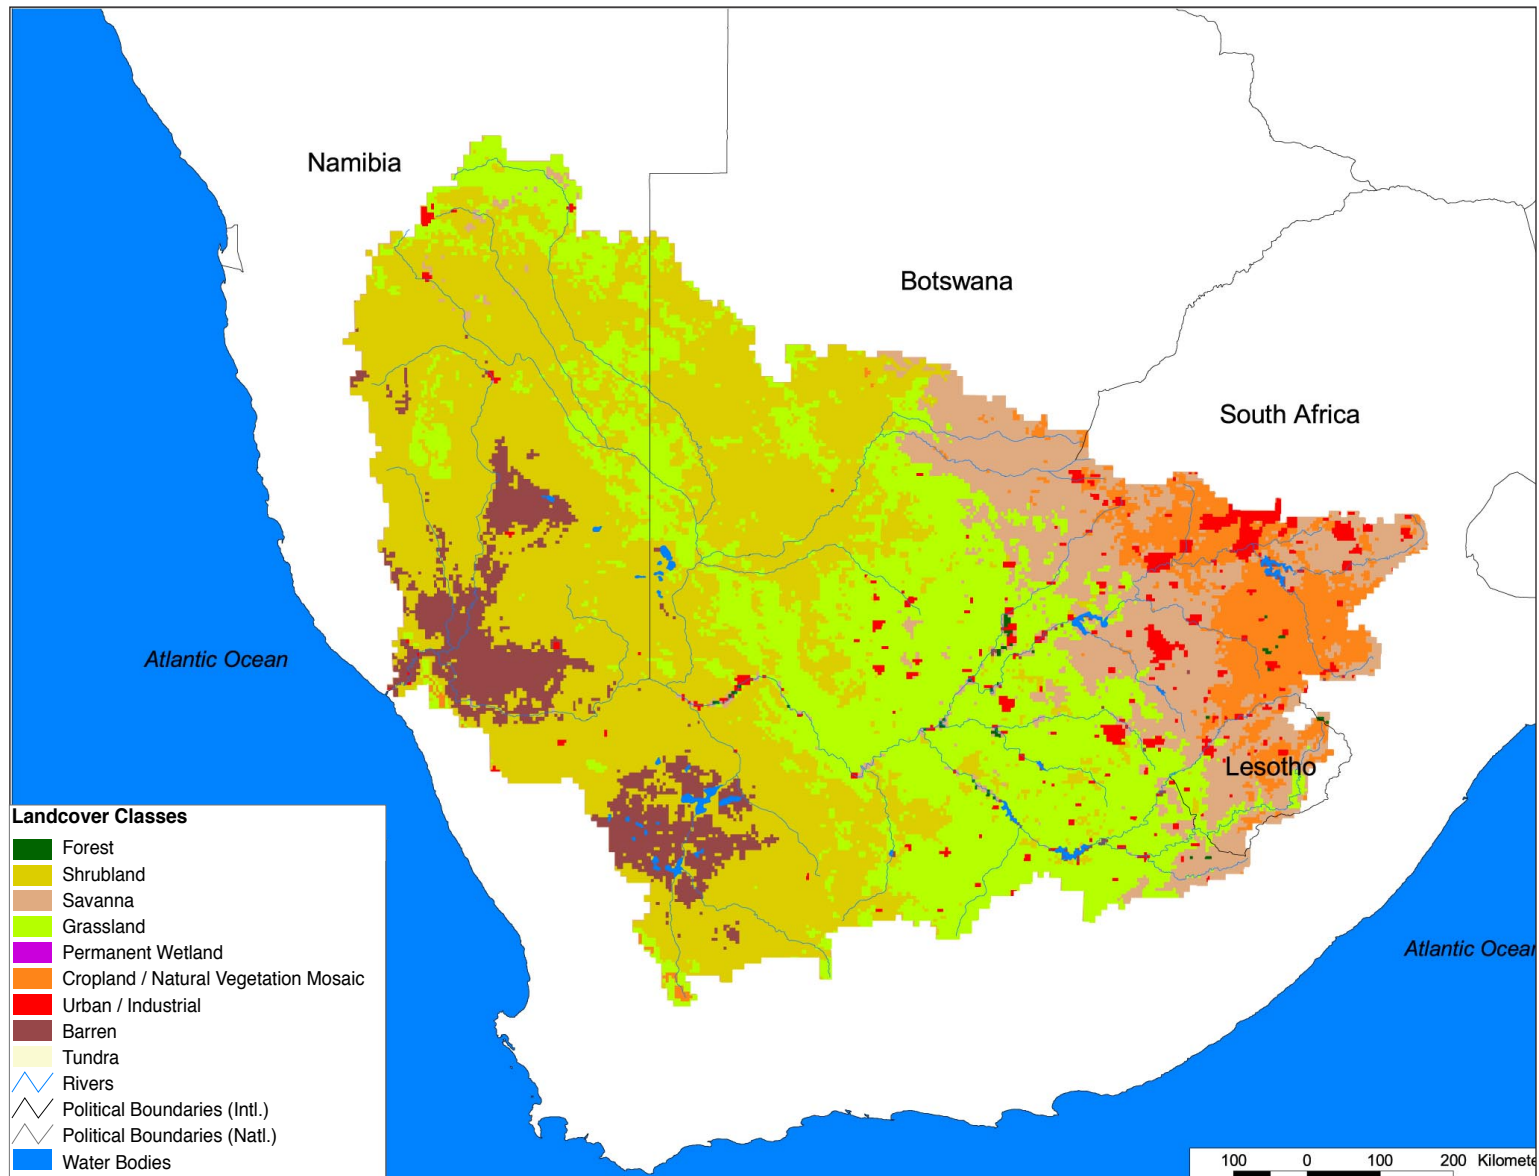 Namibia
Botswana
South Africa
Atlantic Ocean
Lesotho
Atlantic Ocean
Landcover Classes
Forest
Shrubland
Savanna
Grassland
Permanent Wetland
Cropland / Natural Vegetation Mosaic
Urban / Industrial
Barren
Tundra
Rivers
Political Boundaries (Intl.)
Political Boundaries (Natl.)
Water Bodies
100 0 100 200 Kilomete